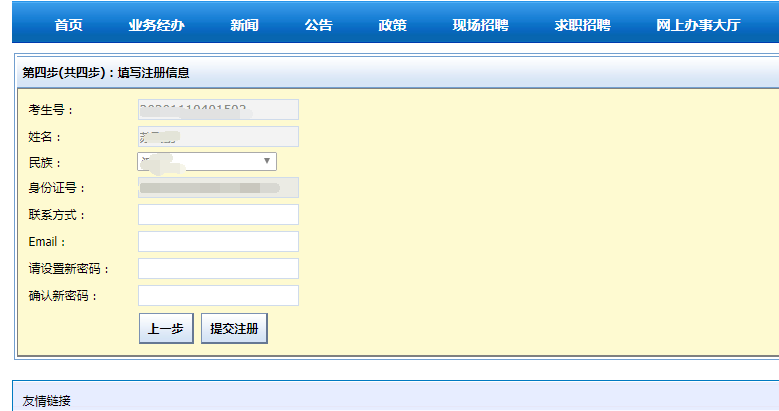 首页 业务经办 新闻 公告 政策 现场招聘 求职招聘 网上办事大厅
第四步(共四步)：填写注册信息
考生号：
姓名：
民族：
身份证号：
联系方式：
Email：
请设置新密码：
确认新密码：
上一步 提交注册
友情链接